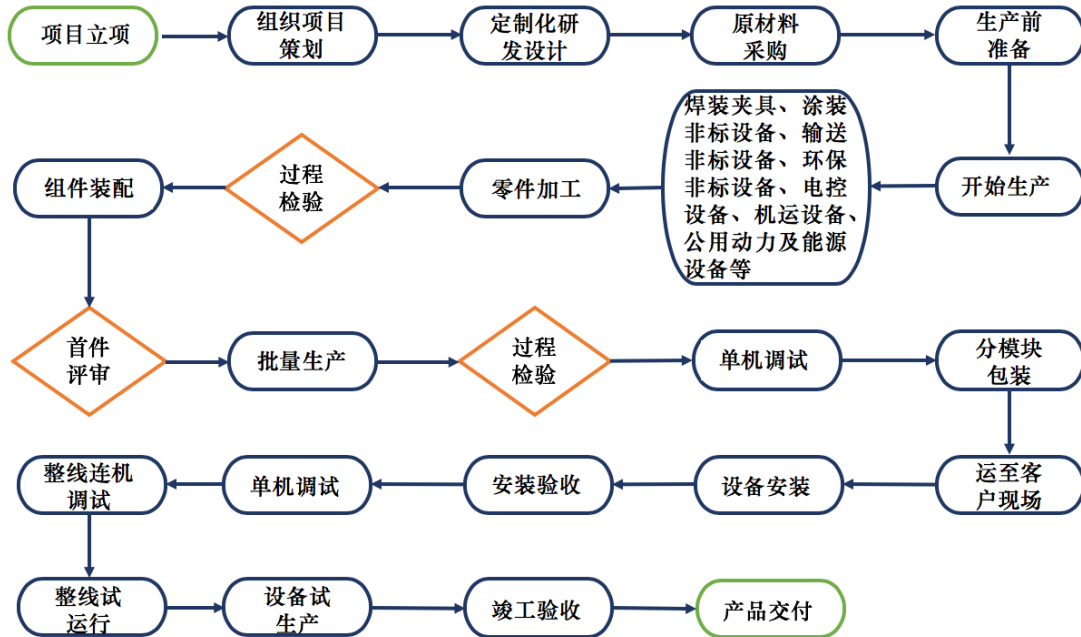 项目立项
组织项目
策划
定制化研
发设计
原材料
采购
生产前
准备
开始生产
焊装夹具、涂装
非标设备、输送
非标设备、环保
非标设备、电控
设备、机运设备、
公用动力及能源
设备等
零件加工
过程
检验
组件装配
首件
评审
批量生产
过程
检验
单机调试
分模块
包装
运至客
户现场
设备安装
安装验收
单机调试
整线连机
调试
整线试
运行
设备试
生产
竣工验收
产品交付